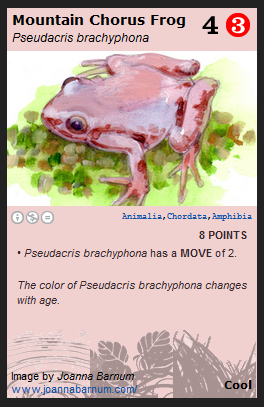 Mountain Chorus Frog 4 3
Pseudacris brachyphona
Animalia,Chordata,Amphibia
8 POINTS
• Pseudacris brachyphona has a MOVE of 2.
The color of Pseudacris brachyphona changes
with age.
Image by Joanna Barnum
www.joannabarnum.com/
Cool